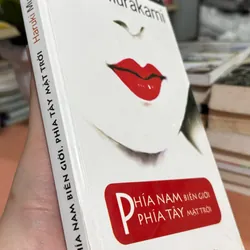 Murakami
PHÍA NAM BIÊN GIỚI
PHÍA TÂY MẶT TRỜI
PHÍA NAM BIÊN GIỚI, PHÍA TÂY MẶT TRỜI Haruki Mu